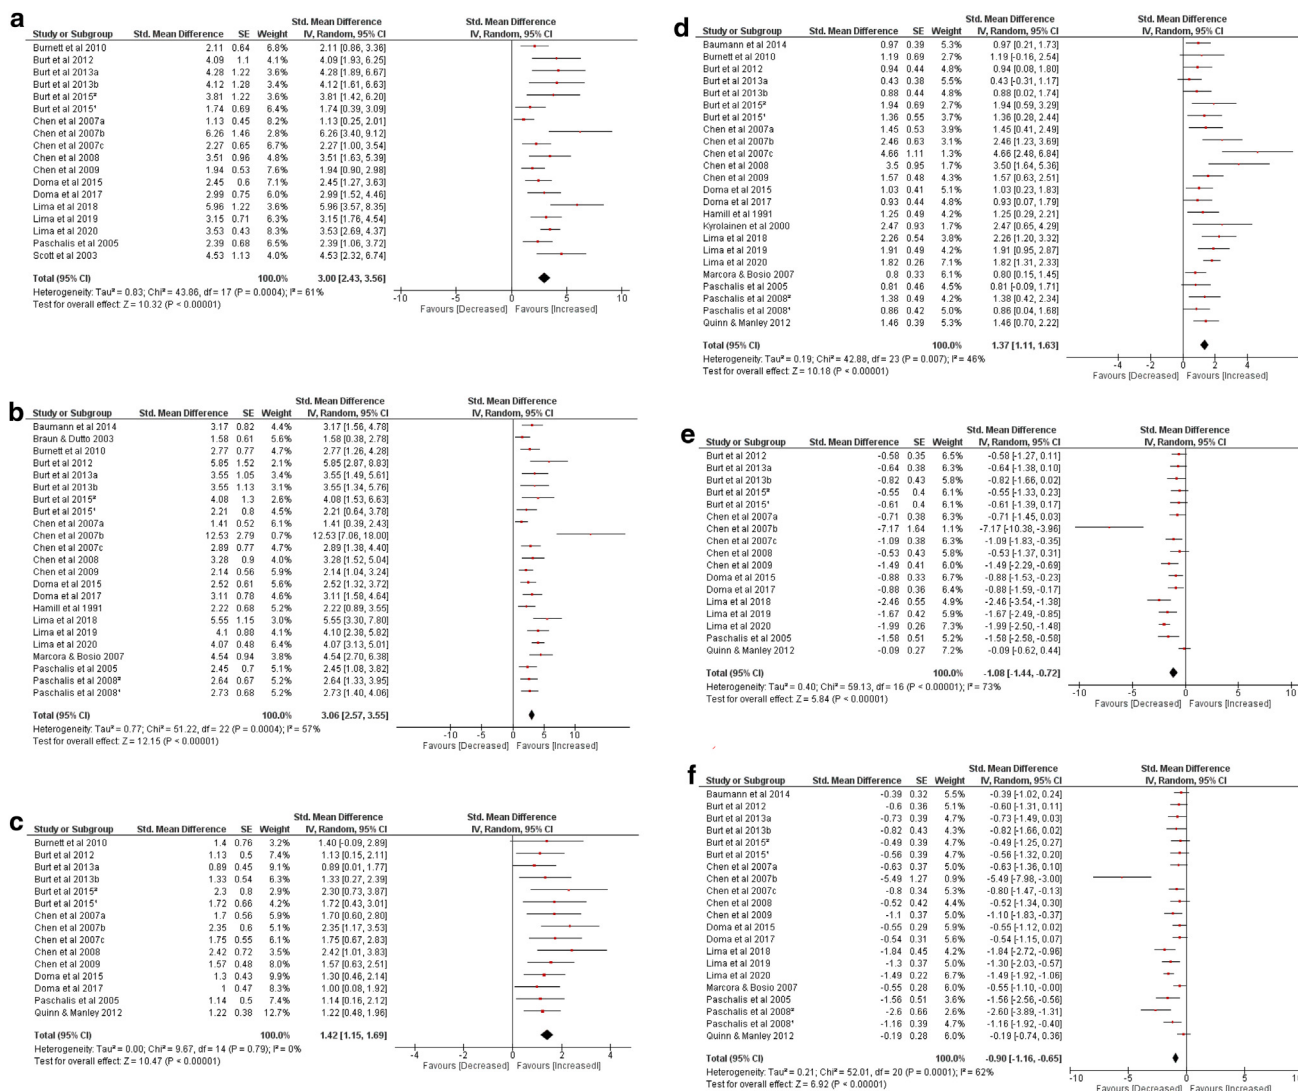 a
Std. Mean Difference Std. Mean Difference
Study or Subgroup Std. Mean Difference SE Weight IV, Random, 95% CI IV, Random, 95% CI
Burnett et al 2010 2.11 0.64 6.8% 2.11 [0.86, 3.36]
Burt et al 2012 4.09 1.1 4.1% 4.09 [1.93, 6.25]
Burt et al 2013a 4.28 1.22 3.6% 4.28 [1.89, 6.67]
Burt et al 2013b 4.12 1.28 3.4% 4.12 [1.61, 6.63]
Burt et al 2015² 3.81 1.22 3.6% 3.81 [1.42, 6.20]
Burt et al 2015' 1.74 0.69 6.4% 1.74 [0.39, 3.09]
Chen et al 2007a 1.13 0.45 8.2% 1.13 [0.25, 2.01]
Chen et al 2007b 6.26 1.46 2.8% 6.26 [3.40, 9.12]
Chen et al 2007c 2.27 0.65 6.7% 2.27 [1.00, 3.54]
Chen et al 2008 3.51 0.96 4.8% 3.51 [1.63, 5.39]
Chen et al 2009 1.94 0.53 7.6% 1.94 [0.90, 2.98]
Doma et al 2015 2.45 0.6 7.1% 2.45 [1.27, 3.63]
Doma et al 2017 2.99 0.75 6.0% 2.99 [1.52, 4.46]
Lima et al 2018 5.96 1.22 3.6% 5.96 [3.57, 8.35]
Lima et al 2019 3.15 0.71 6.3% 3.15 [1.76, 4.54]
Lima et al 2020 3.53 0.43 8.3% 3.53 [2.69, 4.37]
Paschalis et al 2005 2.39 0.68 6.5% 2.39 [1.06, 3.72]
Scott et al 2003 4.53 1.13 4.0% 4.53 [2.32, 6.74]
Total (95% CI) 100.0% 3.00 [2.43, 3.56]
Heterogeneity: Tau² = 0.83; Chi² = 43.86, df = 17 (P = 0.0004); I² = 61%
Test for overall effect: Z = 10.32 (P < 0.00001)
-10 -5 0 5 10
Favours [Decreased] Favours [Increased]
b
Std. Mean Difference Std. Mean Difference
Study or Subgroup Std. Mean Difference SE Weight IV, Random, 95% CI IV, Random, 95% CI
Baumann et al 2014 3.17 0.82 4.4% 3.17 [1.56, 4.78]
Braun & Dutto 2003 1.58 0.61 5.6% 1.58 [0.38, 2.78]
Burnett et al 2010 2.77 0.77 4.7% 2.77 [1.26, 4.28]
Burt et al 2012 5.85 1.52 2.1% 5.85 [2.87, 8.83]
Burt et al 2013a 3.55 1.05 3.4% 3.55 [1.49, 5.61]
Burt et al 2013b 3.55 1.13 3.1% 3.55 [1.34, 5.76]
Burt et al 2015² 4.08 1.3 2.6% 4.08 [1.53, 6.63]
Burt et al 2015' 2.21 0.8 4.5% 2.21 [0.64, 3.78]
Chen et al 2007a 1.41 0.52 6.1% 1.41 [0.39, 2.43]
Chen et al 2007b 12.53 2.79 0.7% 12.53 [7.06, 18.00]
Chen et al 2007c 2.89 0.77 4.7% 2.89 [1.38, 4.40]
Chen et al 2008 3.28 0.9 4.1% 3.28 [1.52, 5.04]
Chen et al 2009 2.14 0.56 5.9% 2.14 [1.04, 3.24]
Doma et al 2015 2.52 0.61 5.6% 2.52 [1.32, 3.72]
Doma et al 2017 3.11 0.78 4.6% 3.11 [1.58, 4.64]
Hamill et al 1991 2.22 0.68 5.2% 2.22 [0.89, 3.55]
Lima et al 2018 5.55 1.15 3.0% 5.55 [3.30, 7.80]
Lima et al 2019 4.1 0.88 4.1% 4.10 [2.38, 5.82]
Lima et al 2020 4.07 0.48 6.4% 4.07 [3.13, 5.01]
Marcora & Bosio 2007 4.54 0.94 3.8% 4.54 [2.70, 6.38]
Paschalis et al 2005 2.45 0.7 5.1% 2.45 [1.08, 3.82]
Paschalis et al 2008² 2.64 0.67 5.2% 2.64 [1.33, 3.95]
Paschalis et al 2008' 2.73 0.68 5.2% 2.73 [1.40, 4.06]
Total (95% CI) 100.0% 3.06 [2.57, 3.55]
Heterogeneity: Tau² = 0.77; Chi² = 51.22, df = 22 (P = 0.0004); I² = 57%
Test for overall effect: Z = 12.15 (P < 0.00001)
-10 -5 0 5 10
Favours [Decreased] Favours [Increased]
c
Std. Mean Difference Std. Mean Difference
Study or Subgroup Std. Mean Difference SE Weight IV, Random, 95% CI IV, Random, 95% CI
Burnett et al 2010 1.4 0.76 3.2% 1.40 [-0.09, 2.89]
Burt et al 2012 1.13 0.5 7.4% 1.13 [0.15, 2.11]
Burt et al 2013a 0.89 0.45 9.1% 0.89 [0.01, 1.77]
Burt et al 2013b 1.33 0.54 6.3% 1.33 [0.27, 2.39]
Burt et al 2015² 2.3 0.8 2.9% 2.30 [0.73, 3.87]
Burt et al 2015' 1.72 0.66 4.2% 1.72 [0.43, 3.01]
Chen et al 2007a 1.7 0.56 5.9% 1.70 [0.60, 2.80]
Chen et al 2007b 2.35 0.6 5.1% 2.35 [1.17, 3.53]
Chen et al 2007c 1.75 0.55 6.1% 1.75 [0.67, 2.83]
Chen et al 2008 2.42 0.72 3.6% 2.42 [1.01, 3.83]
Chen et al 2009 1.57 0.48 8.0% 1.57 [0.63, 2.51]
Doma et al 2015 1.3 0.43 9.9% 1.30 [0.46, 2.14]
Doma et al 2017 1 0.47 8.3% 1.00 [0.08, 1.92]
Paschalis et al 2005 1.14 0.5 7.4% 1.14 [0.16, 2.12]
Quinn & Manley 2012 1.22 0.38 12.7% 1.22 [0.48, 1.96]
Total (95% CI) 100.0% 1.42 [1.15, 1.69]
Heterogeneity: Tau² = 0.00; Chi² = 9.67, df = 14 (P = 0.79); I² = 0%
Test for overall effect: Z = 10.47 (P < 0.00001)
-4 -2 0 2 4
Favours [Decreased] Favours [Increased]
d
Std. Mean Difference Std. Mean Difference
Study or Subgroup Std. Mean Difference SE Weight IV, Random, 95% CI IV, Random, 95% CI
Baumann et al 2014 0.97 0.39 5.3% 0.97 [0.21, 1.73]
Burnett et al 2010 1.19 0.69 2.7% 1.19 [-0.16, 2.54]
Burt et al 2012 0.94 0.44 4.8% 0.94 [0.08, 1.80]
Burt et al 2013a 0.43 0.38 5.4% 0.43 [-0.31, 1.17]
Burt et al 2013b 0.88 0.44 4.8% 0.88 [0.02, 1.74]
Burt et al 2015² 1.94 0.69 2.7% 1.94 [0.59, 3.29]
Burt et al 2015' 1.36 0.55 3.7% 1.36 [0.28, 2.44]
Chen et al 2007a 1.45 0.53 3.9% 1.45 [0.41, 2.49]
Chen et al 2007b 2.46 0.63 3.1% 2.46 [1.23, 3.69]
Chen et al 2007c 4.66 1.11 1.3% 4.66 [2.48, 6.84]
Chen et al 2008 3.5 0.95 1.7% 3.50 [1.64, 5.36]
Chen et al 2009 1.57 0.48 4.3% 1.57 [0.63, 2.51]
Doma et al 2015 1.03 0.41 5.1% 1.03 [0.23, 1.83]
Doma et al 2017 0.93 0.44 4.8% 0.93 [0.07, 1.79]
Hamill et al 1991 1.25 0.49 4.2% 1.25 [0.29, 2.21]
Kyrolainen et al 2000 2.47 0.93 1.7% 2.47 [0.65, 4.29]
Lima et al 2018 2.26 0.54 3.8% 2.26 [1.20, 3.32]
Lima et al 2019 1.91 0.49 4.2% 1.91 [0.95, 2.87]
Lima et al 2020 1.82 0.26 7.1% 1.82 [1.31, 2.33]
Marcora & Bosio 2007 0.8 0.33 6.1% 0.80 [0.15, 1.45]
Paschalis et al 2005 0.81 0.46 4.5% 0.81 [-0.09, 1.71]
Paschalis et al 2008² 1.38 0.49 4.2% 1.38 [0.42, 2.34]
Paschalis et al 2008' 0.86 0.42 5.0% 0.86 [0.04, 1.68]
Quinn & Manley 2012 1.46 0.39 5.3% 1.46 [0.70, 2.22]
Total (95% CI) 100.0% 1.37 [1.11, 1.63]
Heterogeneity: Tau² = 0.19; Chi² = 42.88, df = 23 (P = 0.007); I² = 46%
Test for overall effect: Z = 10.18 (P < 0.00001)
-4 -2 0 2 4
Favours [Decreased] Favours [Increased]
e
Std. Mean Difference Std. Mean Difference
Study or Subgroup Std. Mean Difference SE Weight IV, Random, 95% CI IV, Random, 95% CI
Burt et al 2012 -0.58 0.35 6.5% -0.58 [-1.27, 0.11]
Burt et al 2013a -0.64 0.38 6.3% -0.64 [-1.38, 0.10]
Burt et al 2013b -0.82 0.43 5.8% -0.82 [-1.66, 0.02]
Burt et al 2015² -0.55 0.4 6.1% -0.55 [-1.33, 0.23]
Burt et al 2015' -0.61 0.4 6.1% -0.61 [-1.39, 0.17]
Chen et al 2007a -0.71 0.38 6.3% -0.71 [-1.45, 0.03]
Chen et al 2007b -7.17 1.64 1.1% -7.17 [-10.38, -3.96]
Chen et al 2007c -1.09 0.38 6.3% -1.09 [-1.83, -0.35]
Chen et al 2008 -0.53 0.43 5.8% -0.53 [-1.37, 0.31]
Chen et al 2009 -1.49 0.41 6.0% -1.49 [-2.29, -0.69]
Doma et al 2015 -0.88 0.33 6.7% -0.88 [-1.53, -0.23]
Doma et al 2017 -0.88 0.36 6.4% -0.88 [-1.59, -0.17]
Lima et al 2018 -2.46 0.55 4.9% -2.46 [-3.54, -1.38]
Lima et al 2019 -1.67 0.42 5.9% -1.67 [-2.49, -0.85]
Lima et al 2020 -1.99 0.26 7.3% -1.99 [-2.50, -1.48]
Paschalis et al 2005 -1.58 0.51 5.2% -1.58 [-2.58, -0.58]
Quinn & Manley 2012 -0.09 0.27 7.2% -0.09 [-0.62, 0.44]
Total (95% CI) 100.0% -1.08 [-1.44, -0.72]
Heterogeneity: Tau² = 0.40; Chi² = 59.13, df = 16 (P < 0.00001); I² = 73%
Test for overall effect: Z = 5.84 (P < 0.00001)
-10 -5 0 5 10
Favours [Decreased] Favours [Increased]
f
Std. Mean Difference Std. Mean Difference
Study or Subgroup Std. Mean Difference SE Weight IV, Random, 95% CI IV, Random, 95% CI
Baumann et al 2014 -0.39 0.32 5.5% -0.39 [-1.02, 0.24]
Burt et al 2012 -0.6 0.36 5.1% -0.60 [-1.31, 0.11]
Burt et al 2013a -0.73 0.39 4.7% -0.73 [-1.49, 0.03]
Burt et al 2013b -0.82 0.43 4.3% -0.82 [-1.66, 0.02]
Burt et al 2015² -0.49 0.39 4.7% -0.49 [-1.25, 0.27]
Burt et al 2015' -0.56 0.39 4.7% -0.56 [-1.32, 0.20]
Chen et al 2007a -0.63 0.37 5.0% -0.63 [-1.36, 0.10]
Chen et al 2007b -5.49 1.27 0.9% -5.49 [-7.98, -3.00]
Chen et al 2007c -0.8 0.34 5.3% -0.80 [-1.47, -0.13]
Chen et al 2008 -0.52 0.42 4.4% -0.52 [-1.34, 0.30]
Chen et al 2009 -1.1 0.37 5.0% -1.10 [-1.83, -0.37]
Doma et al 2015 -0.55 0.29 5.9% -0.55 [-1.12, 0.02]
Doma et al 2017 -0.54 0.31 5.6% -0.54 [-1.15, 0.07]
Lima et al 2018 -1.84 0.45 4.1% -1.84 [-2.72, -0.96]
Lima et al 2019 -1.3 0.37 5.0% -1.30 [-2.03, -0.57]
Lima et al 2020 -1.49 0.22 6.7% -1.49 [-1.92, -1.06]
Marcora & Bosio 2007 -0.55 0.28 6.0% -0.55 [-1.10, -0.00]
Paschalis et al 2005 -1.56 0.51 3.6% -1.56 [-2.56, -0.56]
Paschalis et al 2008² -2.6 0.66 2.6% -2.60 [-3.89, -1.31]
Paschalis et al 2008' -1.16 0.39 4.7% -1.16 [-1.92, -0.40]
Quinn & Manley 2012 -0.19 0.28 6.0% -0.19 [-0.74, 0.36]
Total (95% CI) 100.0% -0.90 [-1.16, -0.65]
Heterogeneity: Tau² = 0.21; Chi² = 52.01, df = 20 (P = 0.0001); I² = 62%
Test for overall effect: Z = 6.92 (P < 0.00001)
-10 -5 0 5 10
Favours [Decreased] Favours [Increased]